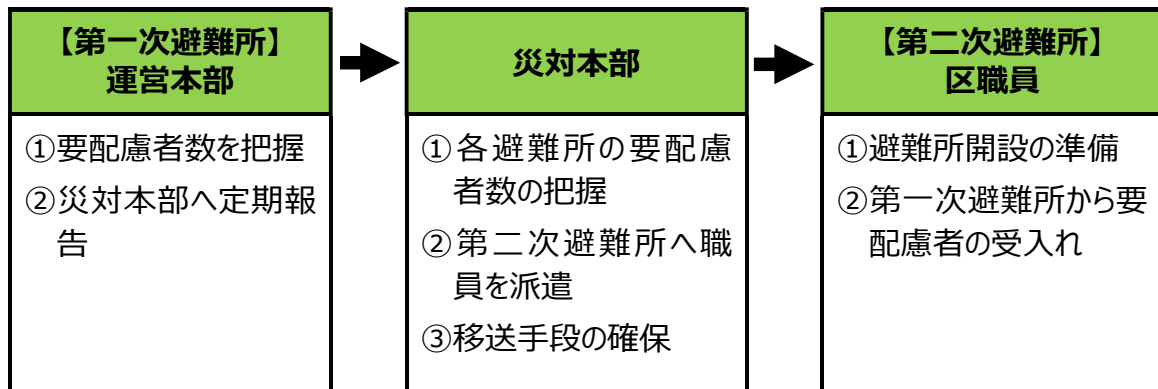 【第一次避難所】
運営本部
①要配慮者数を把握
②災対本部へ定期報
告
災対本部
①各避難所の要配慮
者数の把握
②第二次避難所へ職
員を派遣
③移送手段の確保
【第二次避難所】
区職員
①避難所開設の準備
②第一次避難所から要
配慮者の受入れ